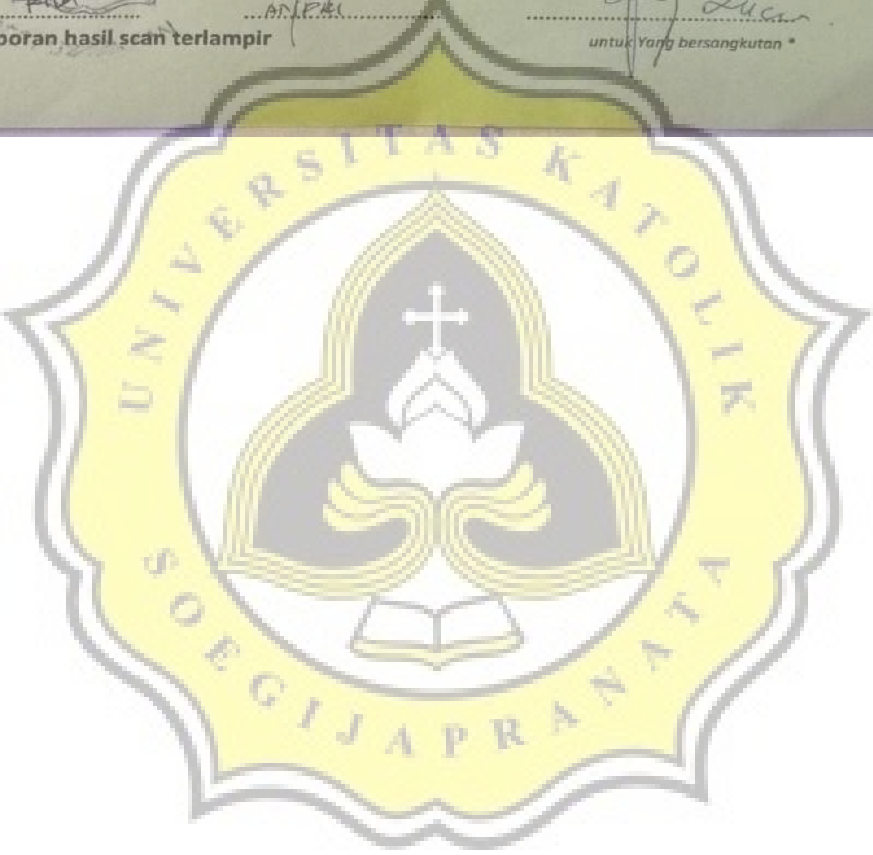 poran hasil scan terlampir
untuk Yang bersangkutan *
UNIVERSITAS KATOLIK
SOEGIJAPRANATA